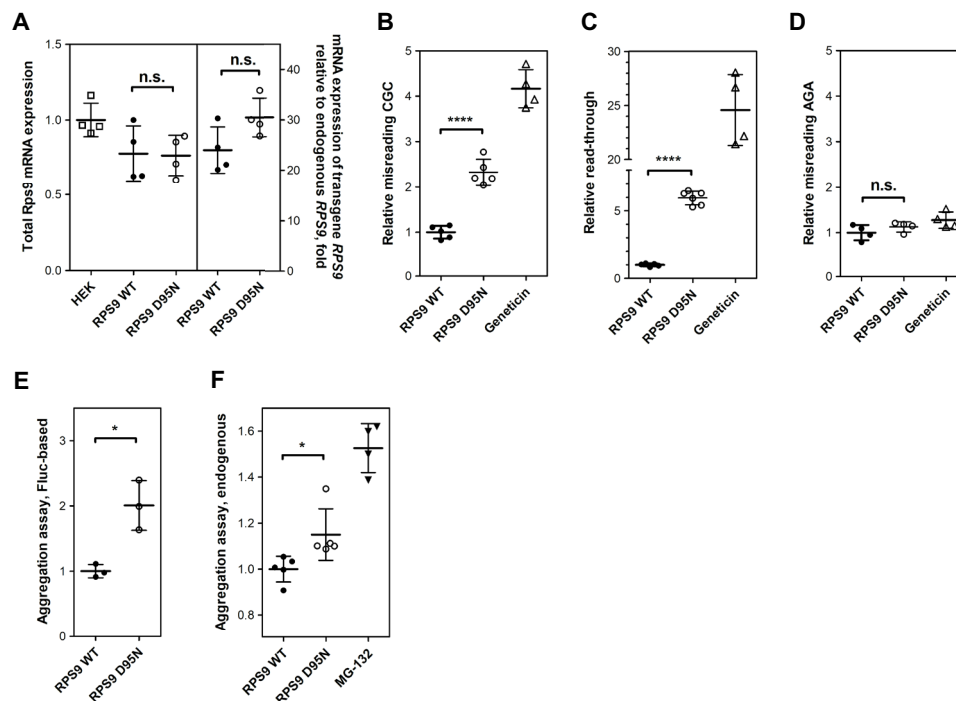 A
Total Rps9 mRNA expression
1.5
1.0
0.5
0.0
n.s.
n.s.
40
30
20
10
0
mRNA expression of transgene RPS9
relative to endogenous RPS9, fold
HEK
RPS9 WT
RPS9 D95N
RPS9 WT
RPS9 D95N
B
Relative misreading CGC
5
4
3
2
1
0
****
RPS9 WT
RPS9 D95N
Geneticin
C
Relative read-through
30
25
20
5
0
****
RPS9 WT
RPS9 D95N
Geneticin
D
Relative misreading AGA
5
4
3
2
1
0
n.s.
RPS9 WT
RPS9 D95N
Geneticin
E
Aggregation assay, Fluc-based
3
2
1
0
*
RPS9 WT
RPS9 D95N
F
Aggregation assay, endogenous
1.6
1.4
1.2
1.0
0.8
*
RPS9 WT
RPS9 D95N
MG-132